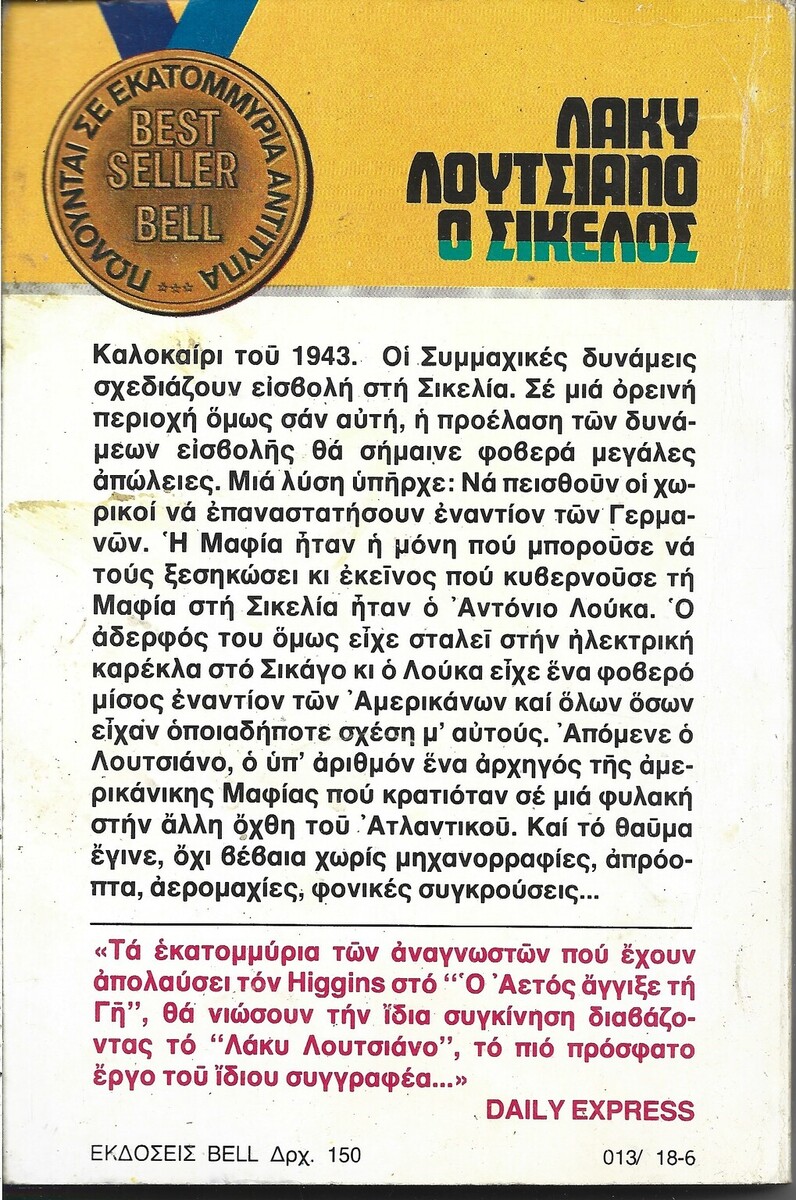 ΠΩΛΟΥΝΤΑΙ ΣΕ ΕΚΑΤΟΜΜΥΡΙΑ ΑΝΤΙΤΥΠΑ
BEST
SELLER
BELL
ΛΑΚΥ
ΛΟΥΤΣΙΑΝΟ
Ο ΣΙΚΕΛΟΣ
Καλοκαίρι τοῦ 1943. Οἱ Συμμαχικές δυνάμεις
σχεδιάζουν εἰσβολή στή Σικελία. Σέ μιά ὀρεινή
περιοχή ὅμως σάν αὐτή, ἡ προέλαση τῶν δυνά-
μεων εἰσβολῆς θά σήμαινε φοβερά μεγάλες
ἀπώλειες. Μιά λύση ὑπῆρχε: Νά πεισθοῦν οἱ χω-
ρικοί νά ἐπαναστατήσουν ἐναντίον τῶν Γερμα-
νῶν. Ἡ Μαφία ἦταν ἡ μόνη πού μποροῦσε νά
τούς ξεσηκώσει κι ἐκεῖνος πού κυβερνοῦσε τή
Μαφία στή Σικελία ἦταν ὁ Ἀντόνιο Λούκα. Ὁ
ἀδερφός του ὅμως εἶχε σταλεῖ στήν ἠλεκτρική
καρέκλα στό Σικάγο κι ὁ Λούκα εἶχε ἕνα φοβερό
μίσος ἐναντίον τῶν Ἀμερικάνων καί ὅλων ὅσων
εἶχαν ὁποιαδήποτε σχέση μ' αὐτούς. Ἀπόμενε ὁ
Λουτσιάνο, ὁ ὑπ' ἀριθμόν ἕνα ἀρχηγός τῆς ἀμε-
ρικάνικης Μαφίας πού κρατιόταν σέ μιά φυλακή
στήν ἄλλη ὄχθη τοῦ Ἀτλαντικοῦ. Καί τό θαῦμα
ἔγινε, ὄχι βέβαια χωρίς μηχανορραφίες, ἀπρόο-
πτα, ἀερομαχίες, φονικές συγκρούσεις...
«Τά ἑκατομμύρια τῶν ἀναγνωστῶν πού ἔχουν
ἀπολαύσει τόν Higgins στό "Ὁ Ἀετός ἄγγιξε τή
Γῆ", θά νιώσουν τήν ἴδια συγκίνηση διαβάζο-
ντας τό "Λάκυ Λουτσιάνο", τό πιό πρόσφατο
ἔργο τοῦ ἴδιου συγγραφέα...»
DAILY EXPRESS
ΕΚΔΟΣΕΙΣ BELL Δρχ. 150
013/ 18-6